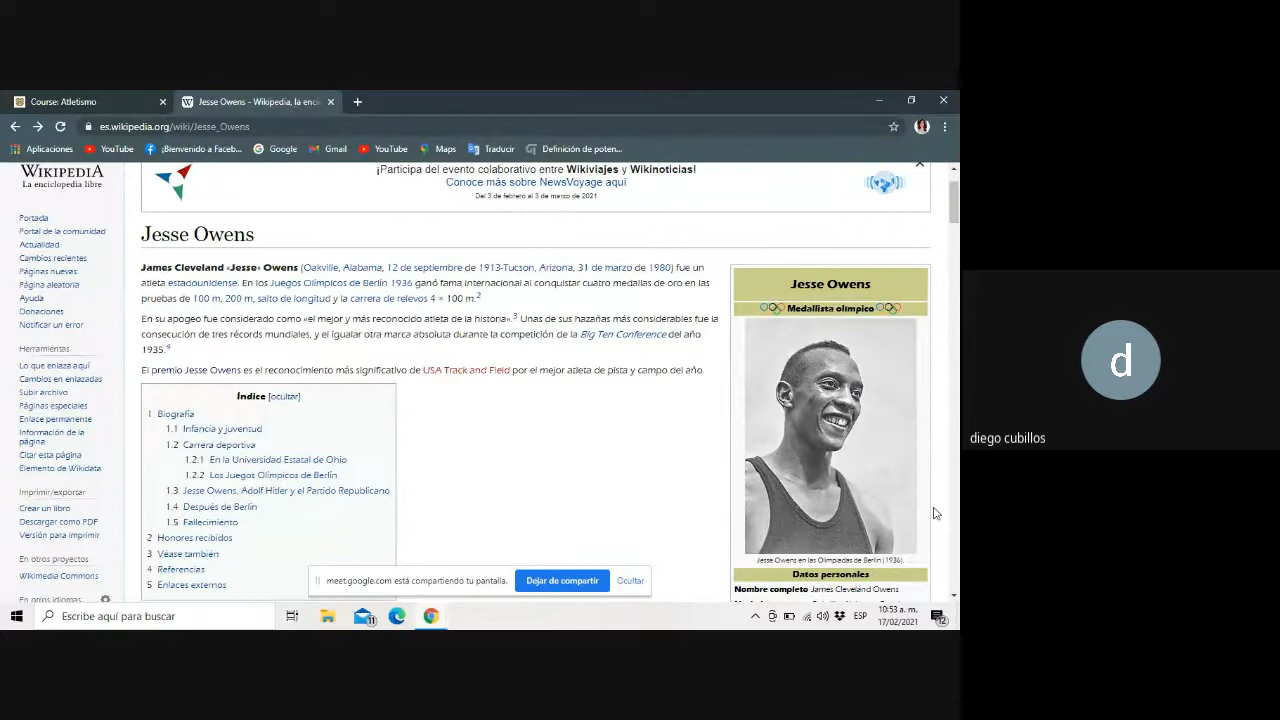 Course: Atletismo
Jesse Owens - Wikipedia, la enci
es.wikipedia.org/wiki/Jesse_Owens
Aplicaciones YouTube ¡Bienvenido a Faceb... Google Gmail YouTube Maps Traducir Definición de poten...
WIKIPEDIA
La enciclopedia libre
Portada
Portal de la comunidad
Actualidad
Cambios recientes
Páginas nuevas
Página aleatoria
Ayuda
Donaciones
Notificar un error
Herramientas
Lo que enlaza aquí
Cambios en enlazadas
Subir archivo
Páginas especiales
Enlace permanente
Información de la
página
Citar esta página
Elemento de Wikidata
Imprimir/exportar
Crear un libro
Descargar como PDF
Versión para imprimir
En otros proyectos
Wikimedia Commons
En otros idiomas
¡Participa del evento colaborativo entre Wikiviajes y Wikinoticias!
Conoce más sobre NewsVoyage aquí
Del 3 de febrero al 3 de marzo de 2021
Jesse Owens
James Cleveland «Jesse» Owens (Oakville, Alabama, 12 de septiembre de 1913-Tucson, Arizona, 31 de marzo de 1980) fue un
atleta estadounidense. En los Juegos Olímpicos de Berlín 1936 ganó fama internacional al conquistar cuatro medallas de oro en las
pruebas de 100 m, 200 m, salto de longitud y la carrera de relevos 4 × 100 m.2
En su día fue considerado como «el mejor y más reconocido atleta de la historia».3 Unas de sus hazañas más considerables fue la
consecución de tres récords mundiales, y el igualar otra marca absoluta durante la competición de la Big Ten Conference del año
1935.4
El premio Jesse Owens es el reconocimiento más significativo de USA Track and Field por el mejor atleta de pista y campo del año.
Índice [ocultar]
1 Biografía
1.1 Infancia y juventud
1.2 Carrera deportiva
1.2.1 En la Universidad Estatal de Ohio
1.2.2 Los Juegos Olímpicos de Berlín
1.3 Jesse Owens, Adolf Hitler y el Partido Republicano
1.4 Después de Berlín
1.5 Fallecimiento
2 Honores recibidos
3 Véase también
4 Referencias
5 Enlaces externos
Jesse Owens
Medallista olímpico
Jesse Owens en las Olimpiadas de Berlín (1936).
Datos personales
Nombre completo James Cleveland Owens
meet.google.com está compartiendo tu pantalla. Dejar de compartir Ocultar
Escribe aquí para buscar
11
ESP
10:53 a. m.
17/02/2021
12
d
diego cubillos